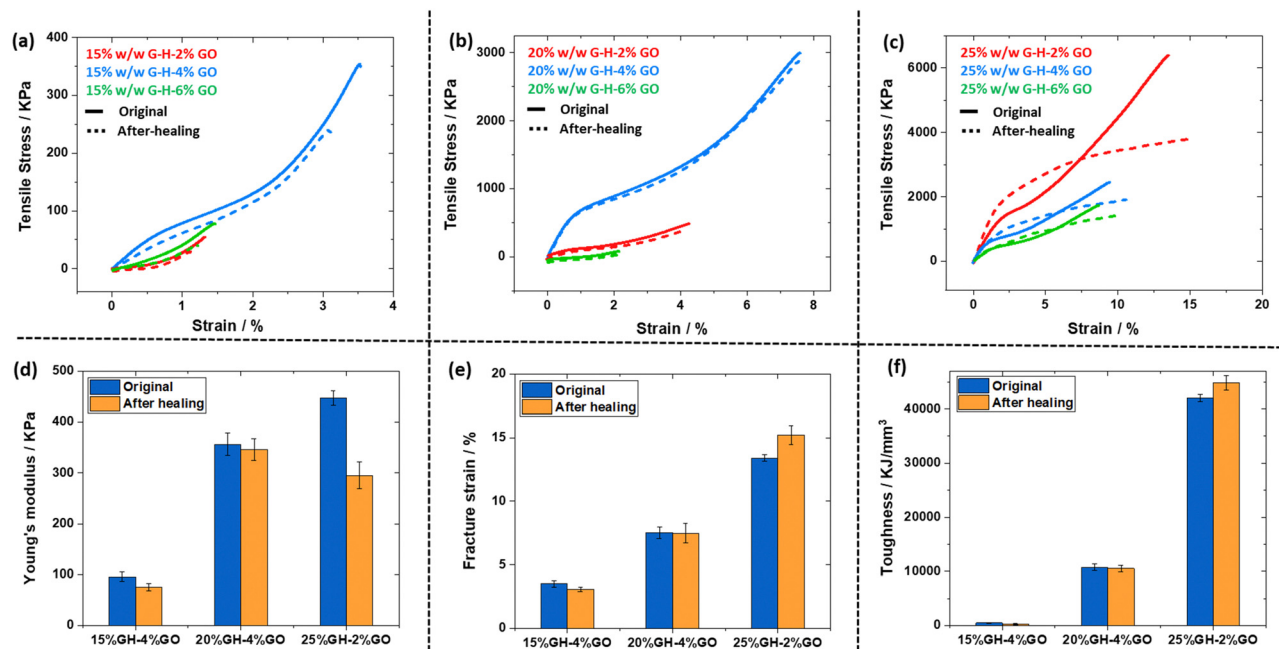 (a)
15% w/w G-H-2% GO
15% w/w G-H-4% GO
15% w/w G-H-6% GO
Original
After-healing
Tensile Stress / KPa
400
350
300
250
200
150
100
50
0
0
1
2
3
4
Strain / %
(b)
20% w/w G-H-2% GO
20% w/w G-H-4% GO
20% w/w G-H-6% GO
Original
After-healing
Tensile Stress / KPa
3000
2000
1000
0
0
2
4
6
8
Strain / %
(c)
25% w/w G-H-2% GO
25% w/w G-H-4% GO
25% w/w G-H-6% GO
Original
After-healing
Tensile Stress / KPa
6000
4000
2000
0
0
5
10
15
20
Strain / %
(d)
Original
After healing
Young's modulus / KPa
500
400
300
200
100
0
15%GH-4%GO
20%GH-4%GO
25%GH-2%GO
(e)
Original
After healing
Fracture strain / %
20
15
10
5
0
15%GH-4%GO
20%GH-4%GO
25%GH-2%GO
(f)
Original
After healing
Toughness / KJ/mm³
40000
30000
20000
10000
0
15%GH-4%GO
20%GH-4%GO
25%GH-2%GO